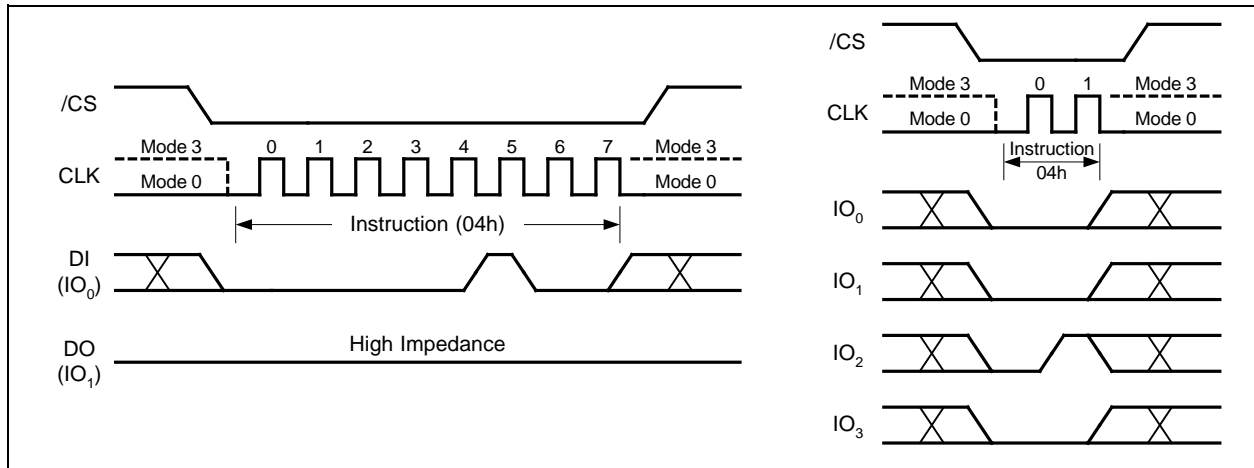 /CS
Mode 3 0 1 2 3 4 5 6 7 Mode 3
CLK
Mode 0 Mode 0
Instruction (04h)
DI
(IO0)
DO
(IO1)
High Impedance
/CS
Mode 3 0 1 Mode 3
CLK
Mode 0 Mode 0
Instruction
04h
IO0
IO1
IO2
IO3